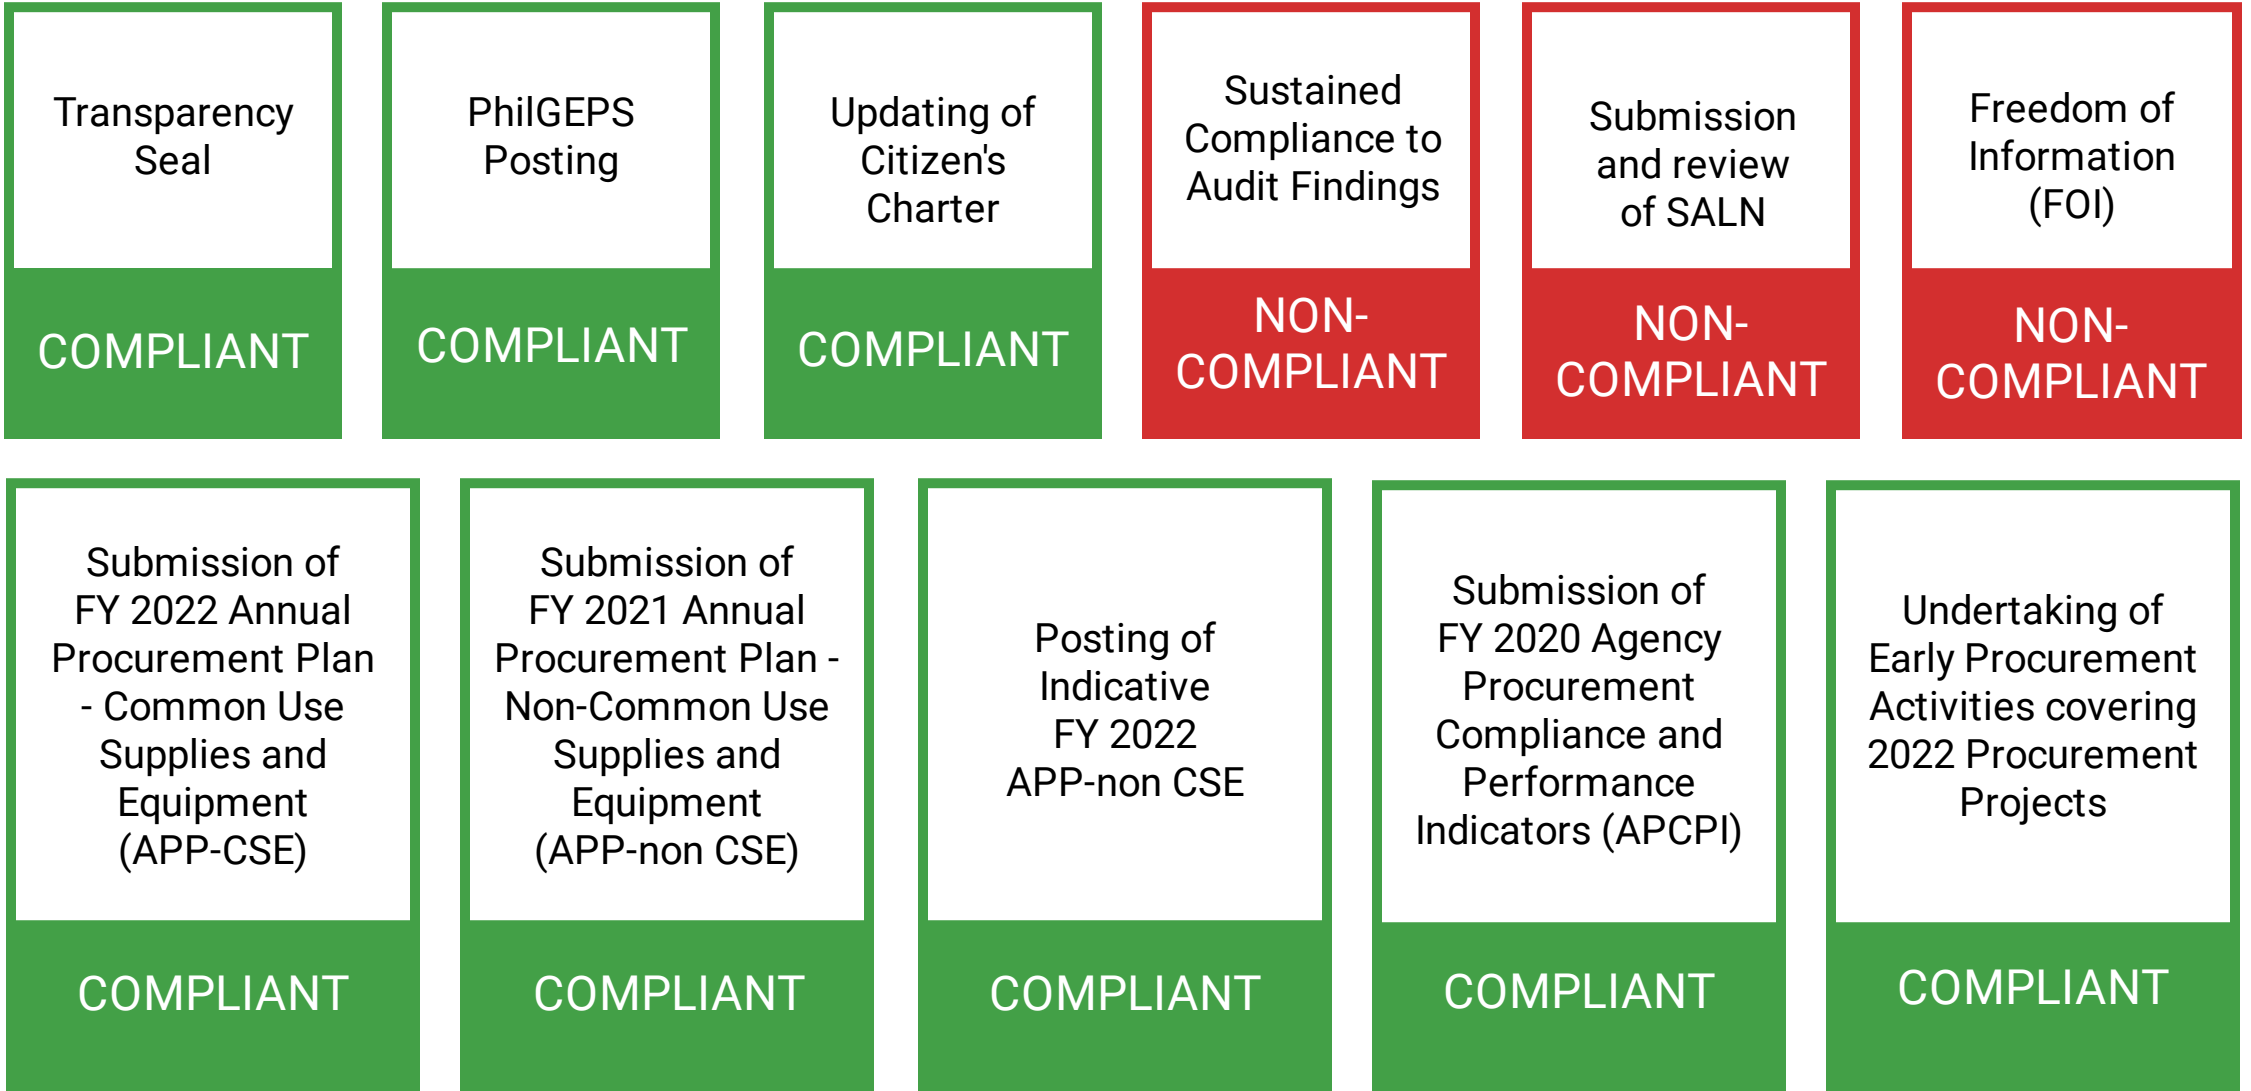 Transparency
Seal
COMPLIANT
PhilGEPS
Posting
COMPLIANT
Updating of
Citizen's
Charter
COMPLIANT
Sustained
Compliance to
Audit Findings
NON-
COMPLIANT
Submission
and review
of SALN
NON-
COMPLIANT
Freedom of
Information
(FOI)
NON-
COMPLIANT
Submission of
FY 2022 Annual
Procurement Plan
- Common Use
Supplies and
Equipment
(APP-CSE)
COMPLIANT
Submission of
FY 2021 Annual
Procurement Plan -
Non-Common Use
Supplies and
Equipment
(APP-non CSE)
COMPLIANT
Posting of
Indicative
FY 2022
APP-non CSE
COMPLIANT
Submission of
FY 2020 Agency
Procurement
Compliance and
Performance
Indicators (APCPI)
COMPLIANT
Undertaking of
Early Procurement
Activities covering
2022 Procurement
Projects
COMPLIANT